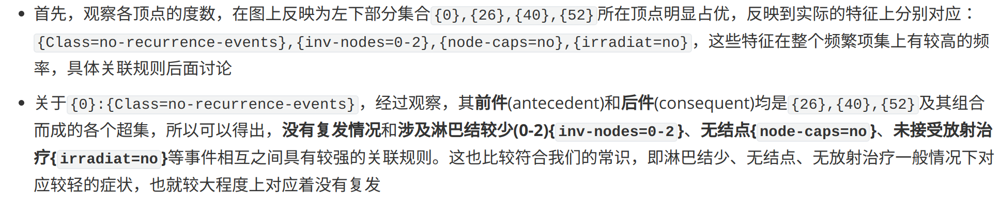 首先，观察各顶点的度数，在图上反映为左下部分集合{0},{26},{40},{52}所在顶点明显占优，反映到实际的特征上分别对应：
{Class=no-recurrence-events},{inv-nodes=0-2},{node-caps=no},{irradiat=no}，这些特征在整个频繁项集上有较高的频
率，具体关联规则后面讨论
关于{0}:{Class=no-recurrence-events}，经过观察，其前件(antecedent)和后件(consequent)均是{26},{40},{52}及其组合
而成的各个超集，所以可以得出，没有复发情况和涉及淋巴结较少(0-2){inv-nodes=0-2}、无结点{node-caps=no}、未接受放射治
疗{irradiat=no}等事件相互之间具有较强的关联规则。这也比较符合我们的常识，即淋巴结少、无结点、无放射治疗一般情况下对
应较轻的症状，也就较大程度上对应着没有复发